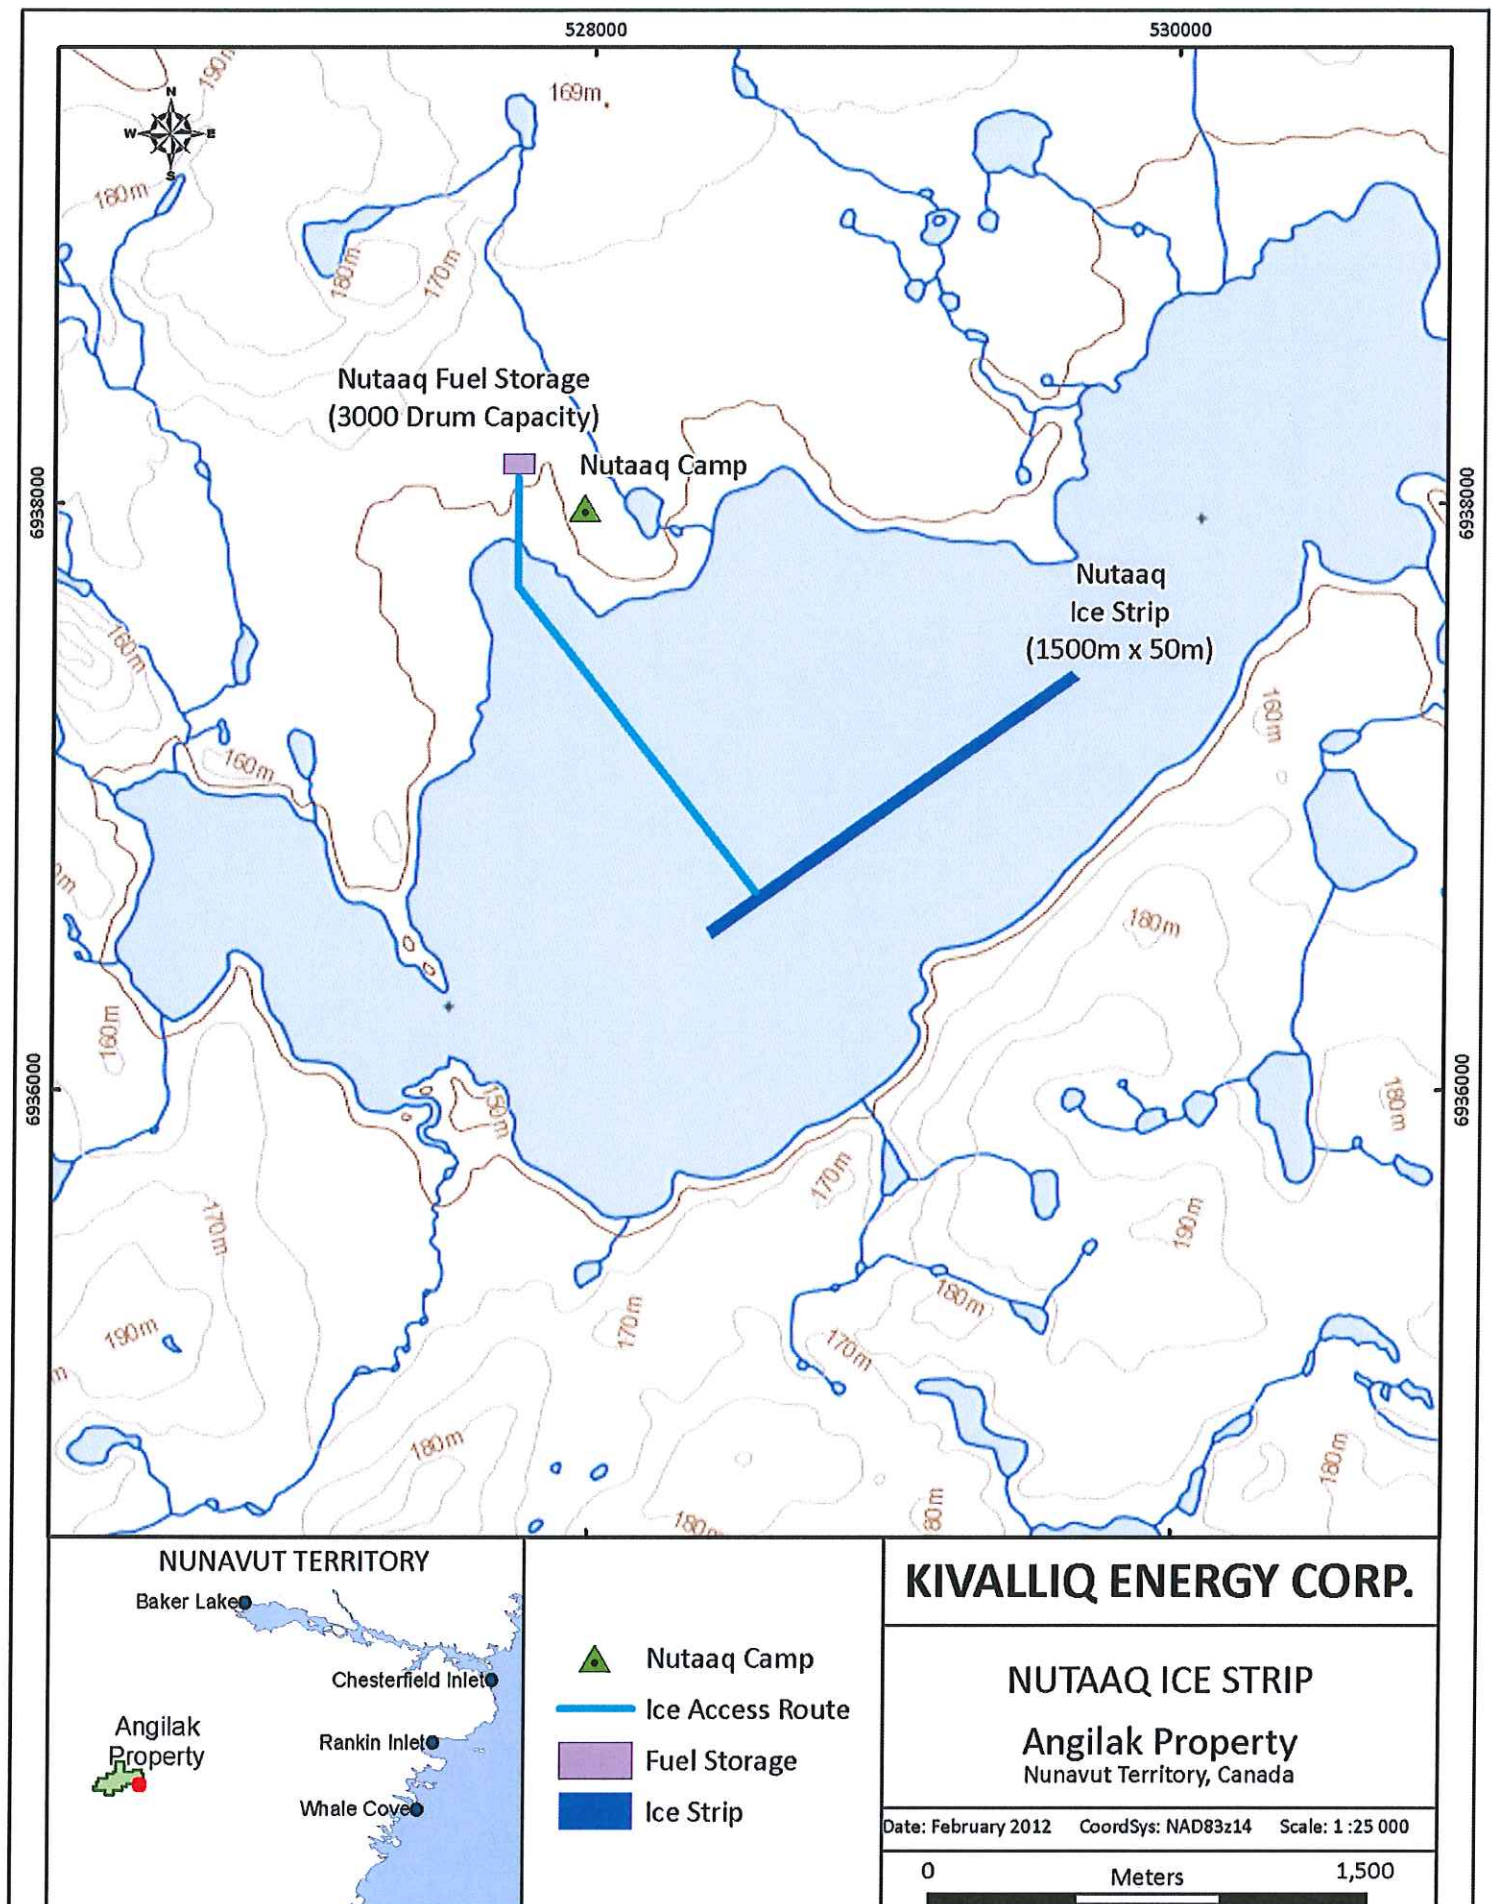 528000
530000
190m
169m
N
W
E
S
180m
180m
170m
Nutaaq Fuel Storage
(3000 Drum Capacity)
Nutaaq Camp
6938000
6938000
Nutaaq
Ice Strip
(1500m x 50m)
160m
160m
160m
180m
160m
6936000
6936000
150m
180m
170m
170m
190m
190m
170m
180m
170m
180m
180m
180m
NUNAVUT TERRITORY
Baker Lake
Chesterfield Inlet
Rankin Inlet
Whale Cove
Angilak
Property
Nutaaq Camp
Ice Access Route
Fuel Storage
Ice Strip
KIVALLIQ ENERGY CORP.
NUTAAQ ICE STRIP
Angilak Property
Nunavut Territory, Canada
Date: February 2012 CoordSys: NAD83z14 Scale: 1:25 000
0 Meters 1,500